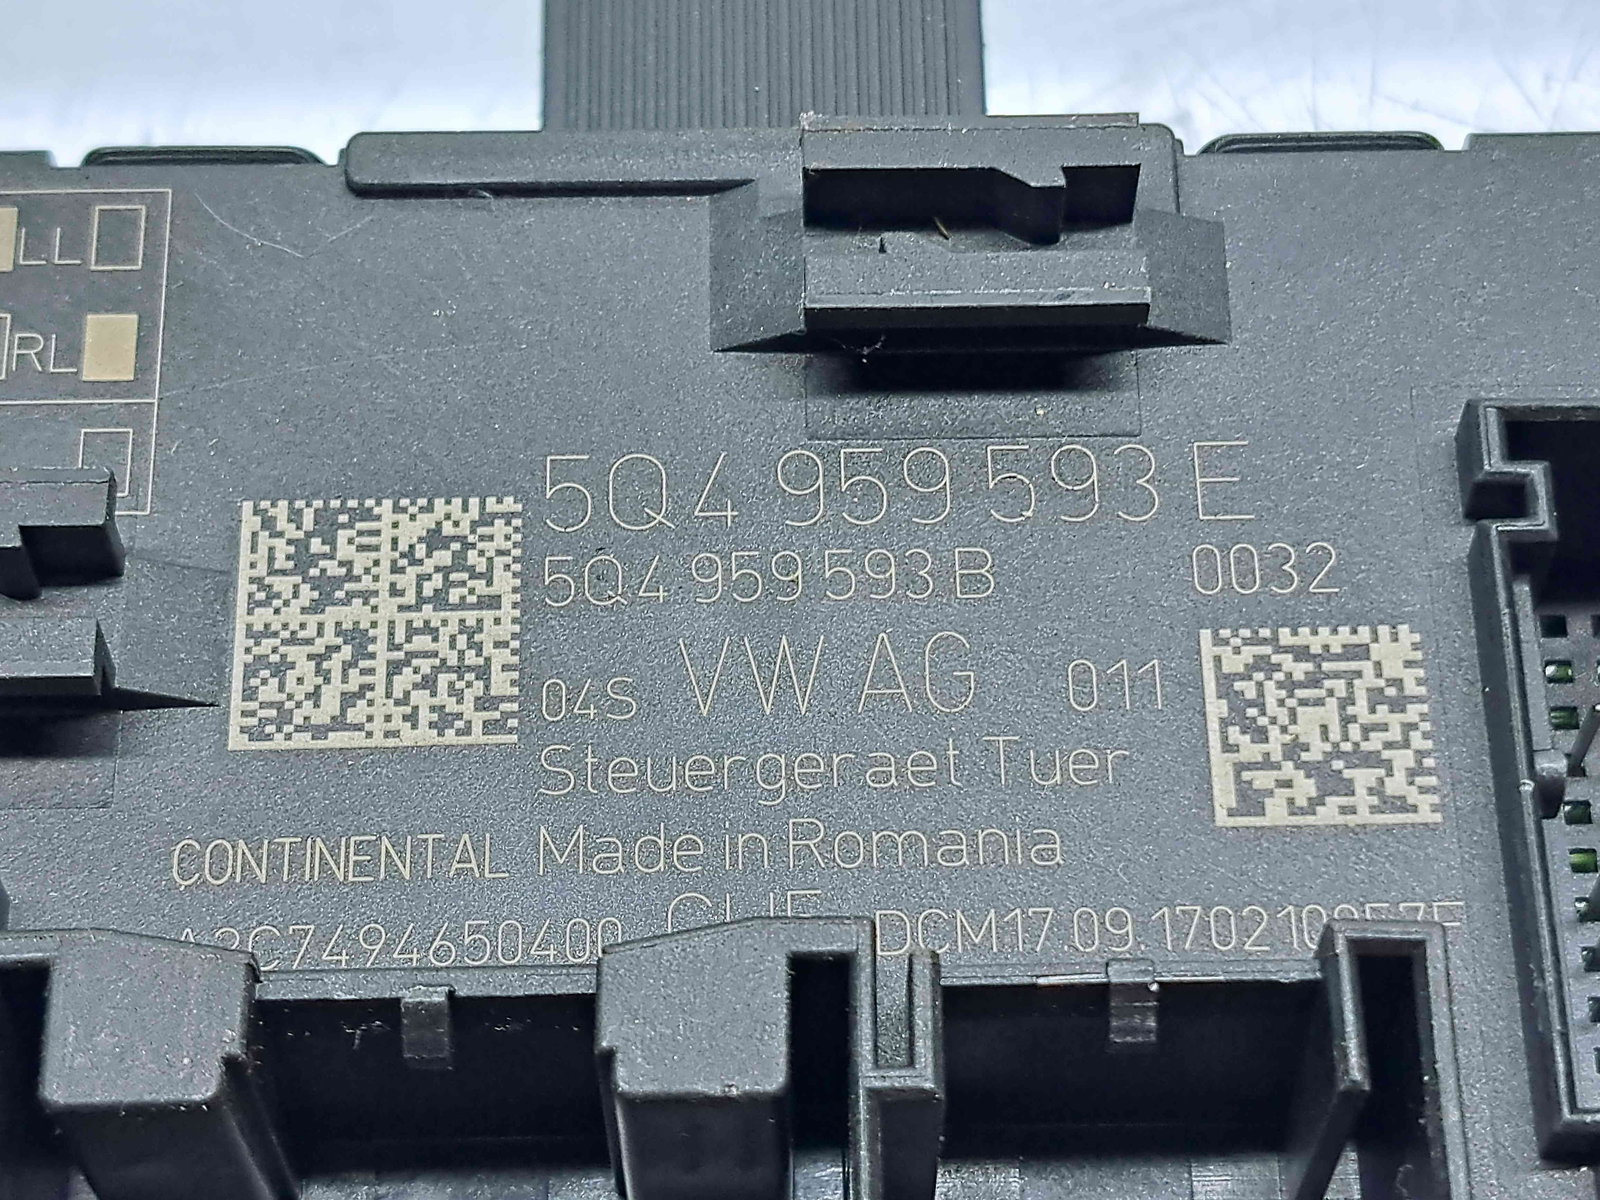 LL
RL
5Q4 959 593 E
5Q4 959 593 B 0032
04S VW AG 011
Steuergeraet Tuer
CONTINENTAL Made in Romania
A2C7494650400